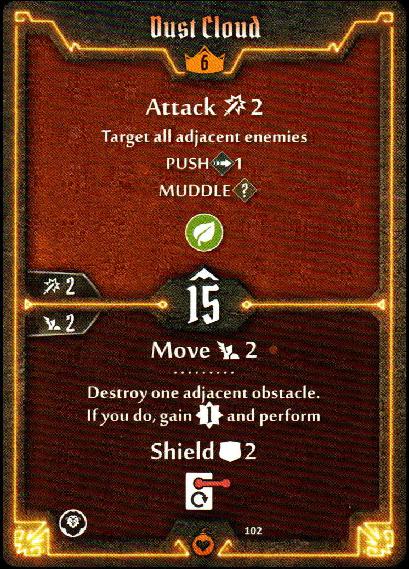 Dust Cloud
6
Attack 2
Target all adjacent enemies
PUSH 1
MUDDLE ?
2
15
2
Move 2
Destroy one adjacent obstacle.
If you do, gain 1 and perform
Shield 2
102